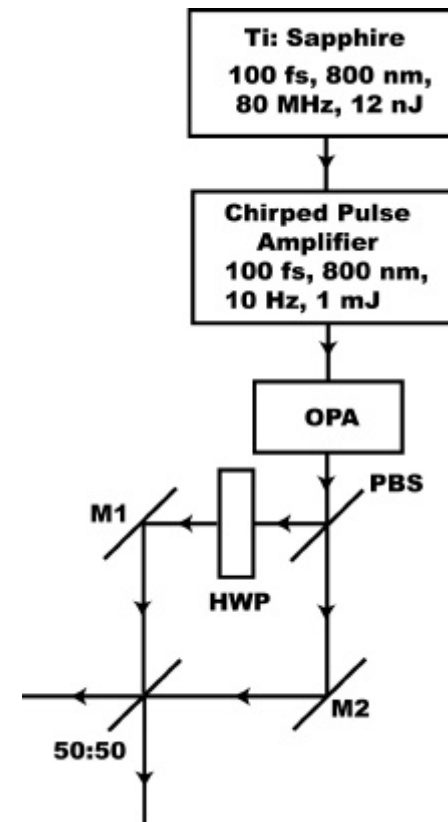 Ti: Sapphire
100 fs, 800 nm,
80 MHz, 12 nJ
Chirped Pulse
Amplifier
100 fs, 800 nm,
10 Hz, 1 mJ
OPA
PBS
M1
HWP
M2
50:50